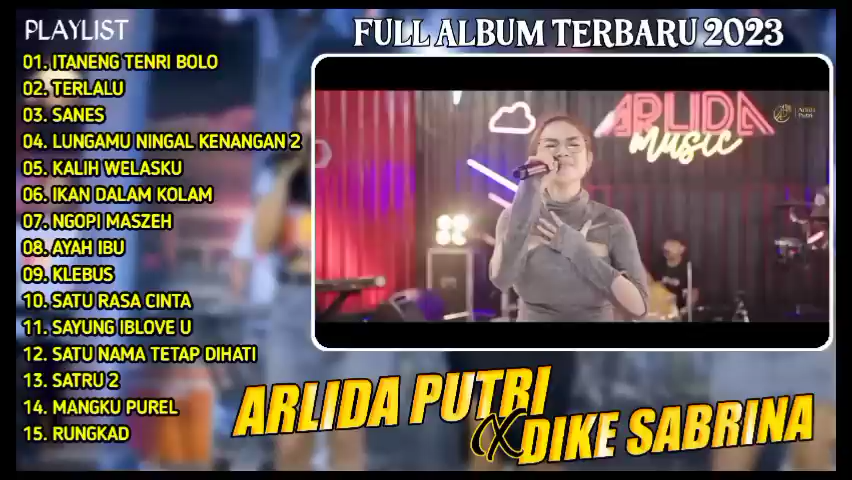 PLAYLIST
01. ITANENG TENRI BOLO
02. TERLALU
03. SANES
04. LUNGAMU NINGAL KENANGAN 2
05. KALIH WELASKU
06. IKAN DALAM KOLAM
07. NGOPI MASZEH
08. AYAH IBU
09. KLEBUS
10. SATU RASA CINTA
11. SAYUNG IBLOVE U
12. SATU NAMA TETAP DIHATI
13. SATRU 2
14. MANGKU PUREL
15. RUNGKAD
FULL ALBUM TERBARU 2023
ARLIDA
music
Arlida
Putri
ARLIDA PUTRI
X DIKE SABRINA